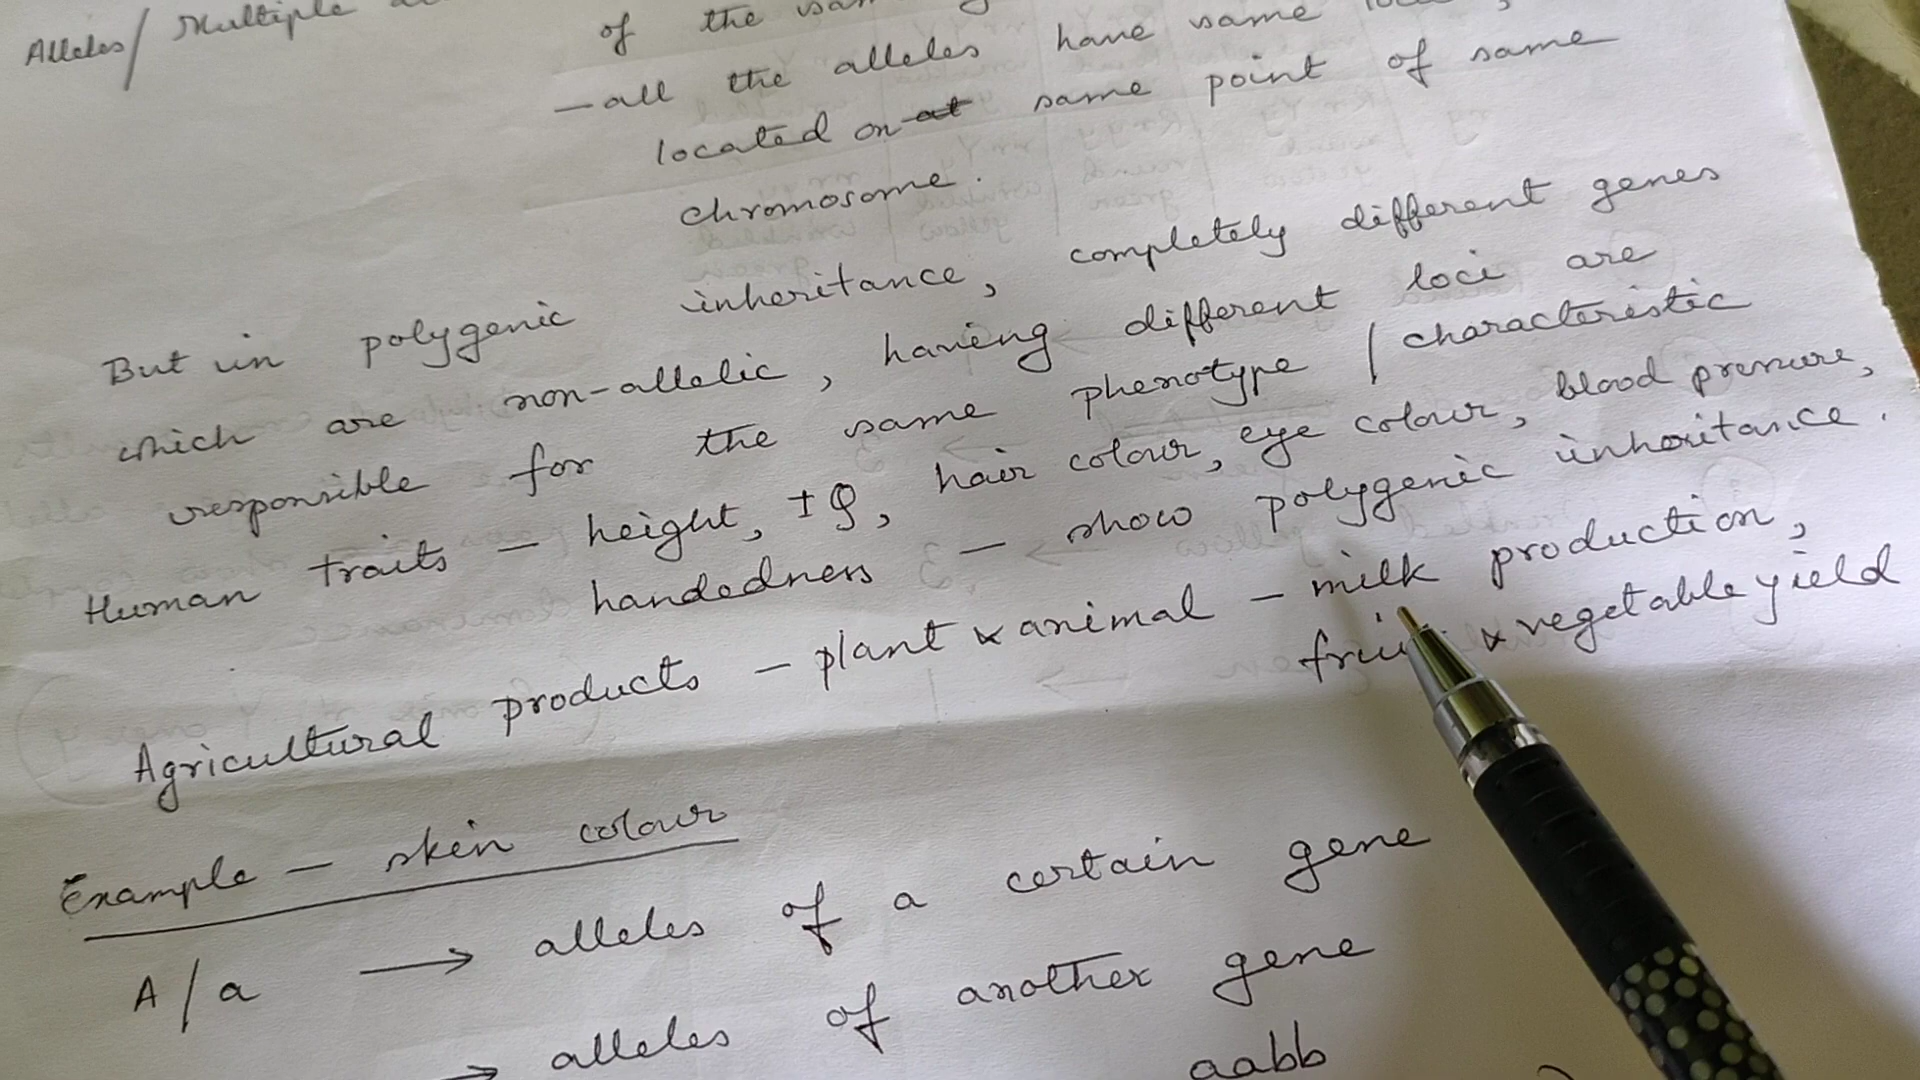 Alleles/ Multiple
of the
— all the alleles have same
located on at same point of same
chromosome.
But in polygenic inheritance, completely different genes
which are non-allelic, having different loci are
responsible for the same phenotype / characteristic
Human traits — height, IQ, hair colour, eye colour, blood pressure,
handedness — show polygenic inheritance.
Agricultural products — plant & animal — milk production,
& vegetable yield
Example — skin colour
A/a → alleles of a certain gene
→ alleles of another gene
aabb